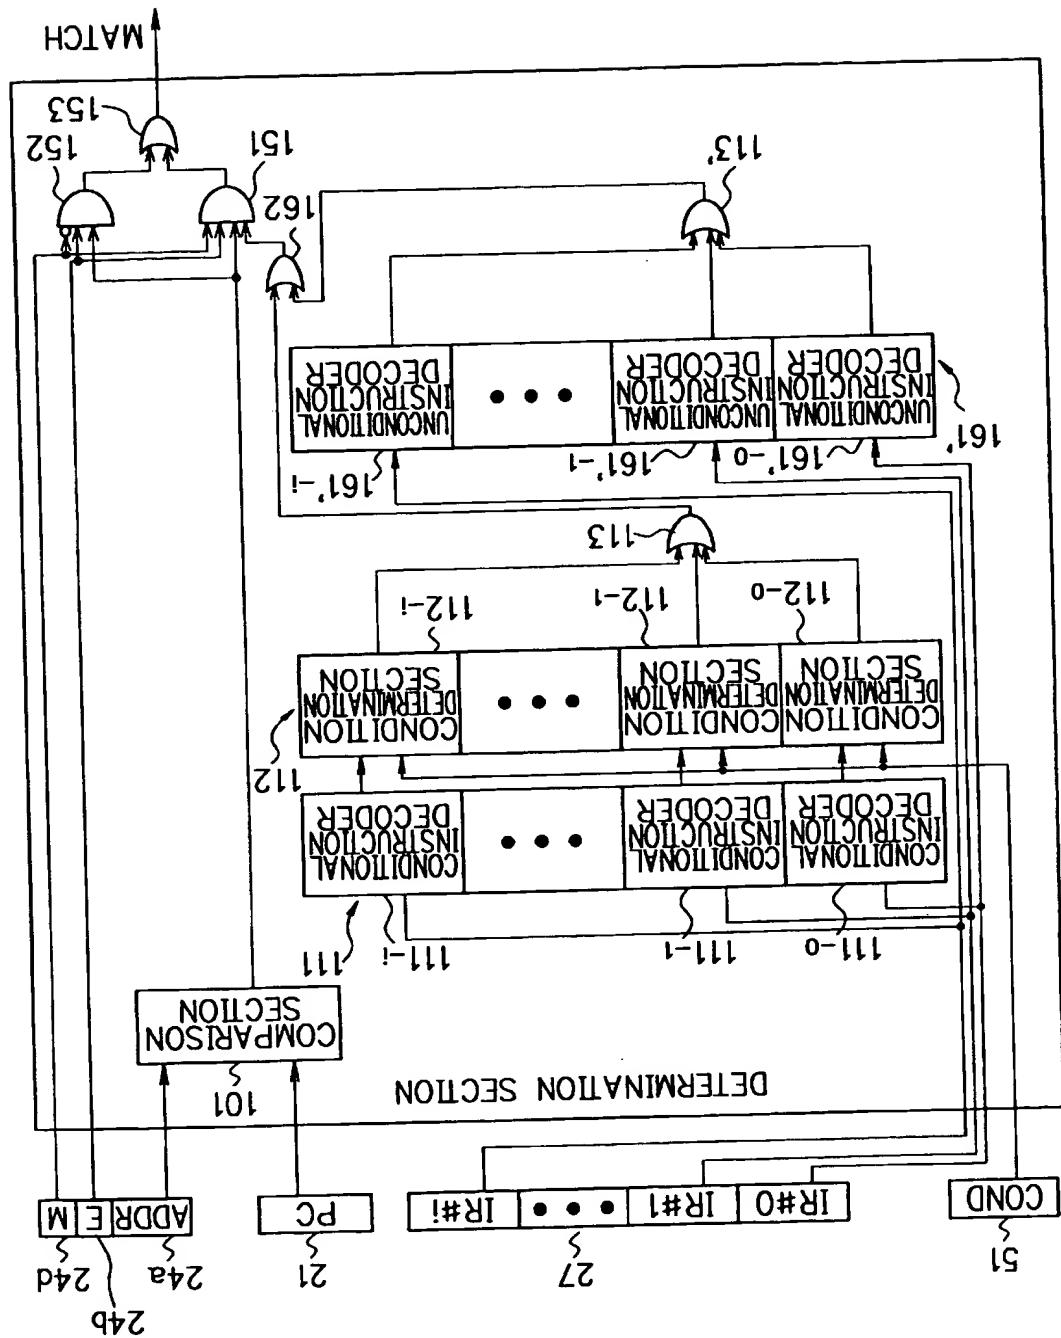 24b
51
27
21
24a
24d
COND
IR#0
IR#1
• • •
IR#i
PC
ADDR
E
M
DETERMINATION SECTION
101
COMPARISON
SECTION
111-0
111-1
111-i
111
CONDITIONAL
INSTRUCTION
DECODER
CONDITIONAL
INSTRUCTION
DECODER
• • •
CONDITIONAL
INSTRUCTION
DECODER
112
CONDITION
DETERMINATION
SECTION
CONDITION
DETERMINATION
SECTION
• • •
CONDITION
DETERMINATION
SECTION
112-0
112-1
112-i
113
161'
161'-0
161'-1
161'-i
UNCONDITIONAL
INSTRUCTION
DECODER
UNCONDITIONAL
INSTRUCTION
DECODER
• • •
UNCONDITIONAL
INSTRUCTION
DECODER
113'
162
151
152
153
MATCH